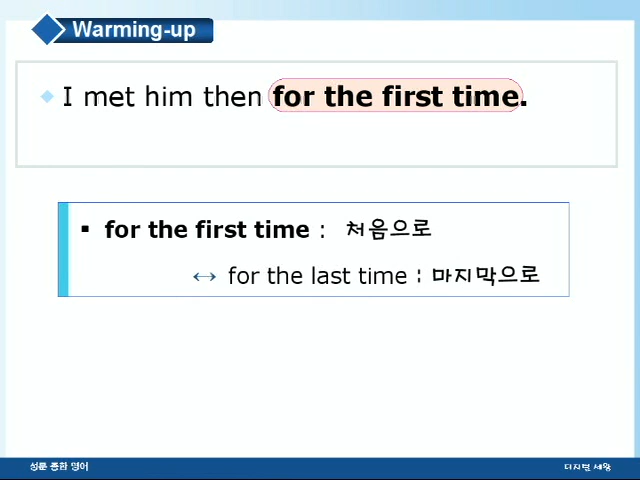 Warming-up
I met him then for the first time.
▪ for the first time : 처음으로
↔ for the last time : 마지막으로
성문 종합 영어
디지털 세상